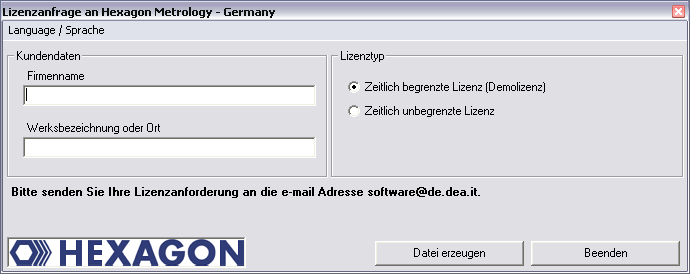 Lizenzanfrage an Hexagon Metrology - Germany
Language / Sprache
Kundendaten
Firmenname
Werksbezeichnung oder Ort
Lizenztyp
Zeitlich begrenzte Lizenz (Demolizenz)
Zeitlich unbegrenzte Lizenz
Bitte senden Sie Ihre Lizenzanforderung an die e-mail Adresse software@de.dea.it.
HEXAGON
Datei erzeugen
Beenden